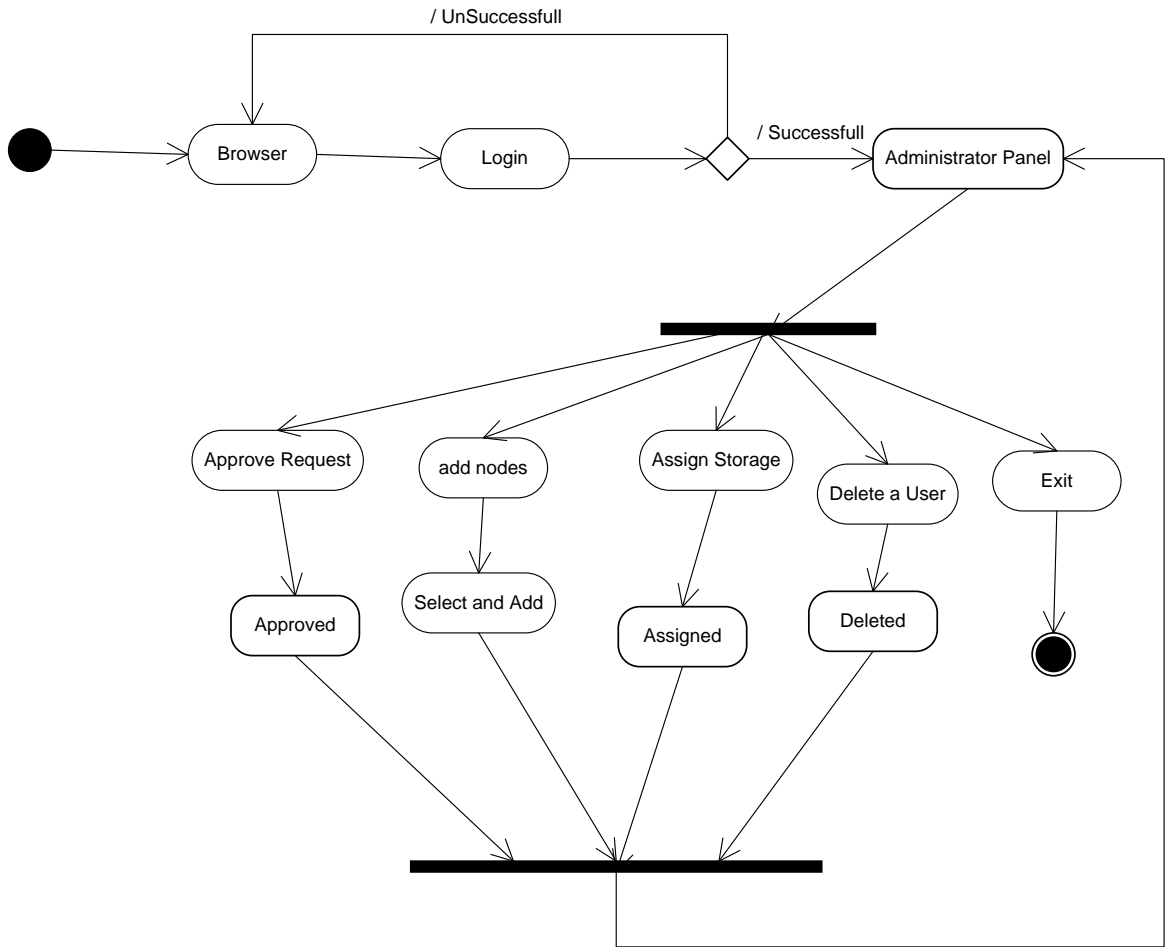 / UnSuccessfull
/ Successfull
Browser
Login
Administrator Panel
Approve Request
add nodes
Assign Storage
Delete a User
Exit
Select and Add
Approved
Assigned
Deleted